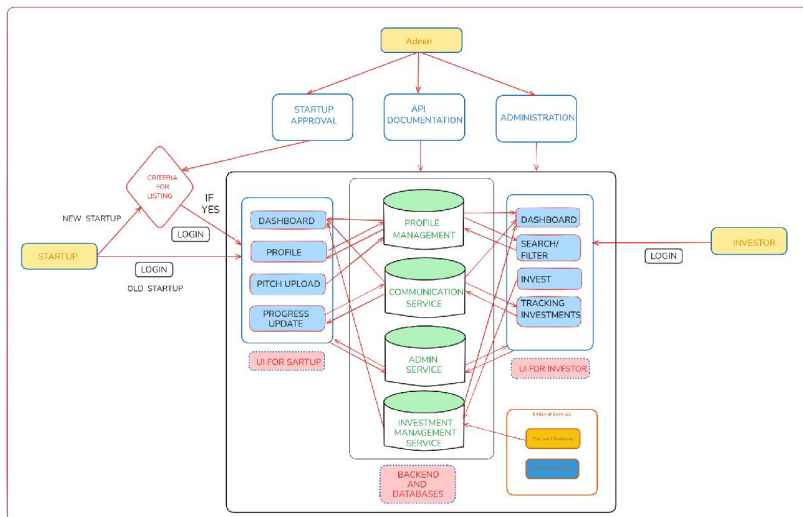 Admin
STARTUP
APPROVAL
API
DOCUMENTATION
ADMINISTRATION
CRITERIA
FOR
LISTING
IF
YES
NEW STARTUP
LOGIN
STARTUP
LOGIN
OLD STARTUP
DASHBOARD
PROFILE
PITCH UPLOAD
PROGRESS
UPDATE
UI FOR SARTUP
PROFILE
MANAGEMENT
COMMUNICATION
SERVICE
ADMIN
SERVICE
INVESTMENT
MANAGEMENT
SERVICE
BACKEND
AND
DATABASES
DASHBOARD
SEARCH/
FILTER
INVEST
TRACKING
INVESTMENTS
UI FOR INVESTOR
LOGIN
INVESTOR
External Services